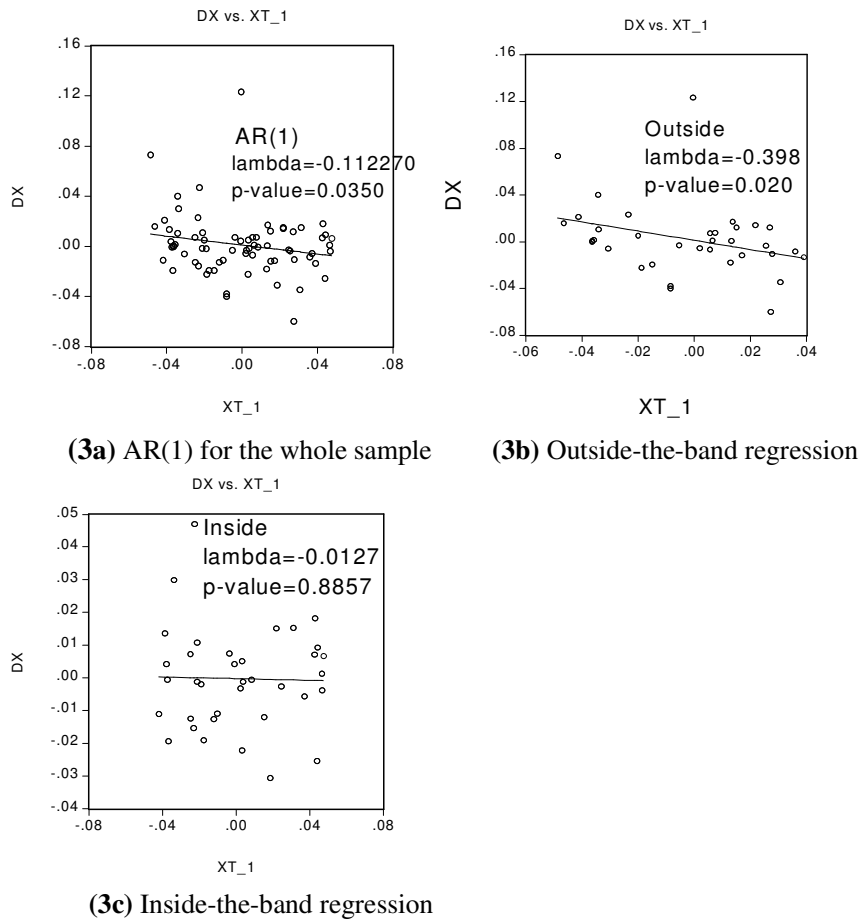 DX vs. XT_1
.16
.12
.08
.04
.00
-.04
-.08
DX
AR(1)
lambda=-0.112270
p-value=0.0350
-.08
-.04
.00
.04
.08
XT_1
(3a) AR(1) for the whole sample
DX vs. XT_1
.16
.12
.08
.04
.00
-.04
-.08
DX
Outside
lambda=-0.398
p-value=0.020
-.06
-.04
-.02
.00
.02
.04
XT_1
(3b) Outside-the-band regression
DX vs. XT_1
.05
.04
.03
.02
.01
.00
-.01
-.02
-.03
-.04
DX
Inside
lambda=-0.0127
p-value=0.8857
-.08
-.04
.00
.04
.08
XT_1
(3c) Inside-the-band regression